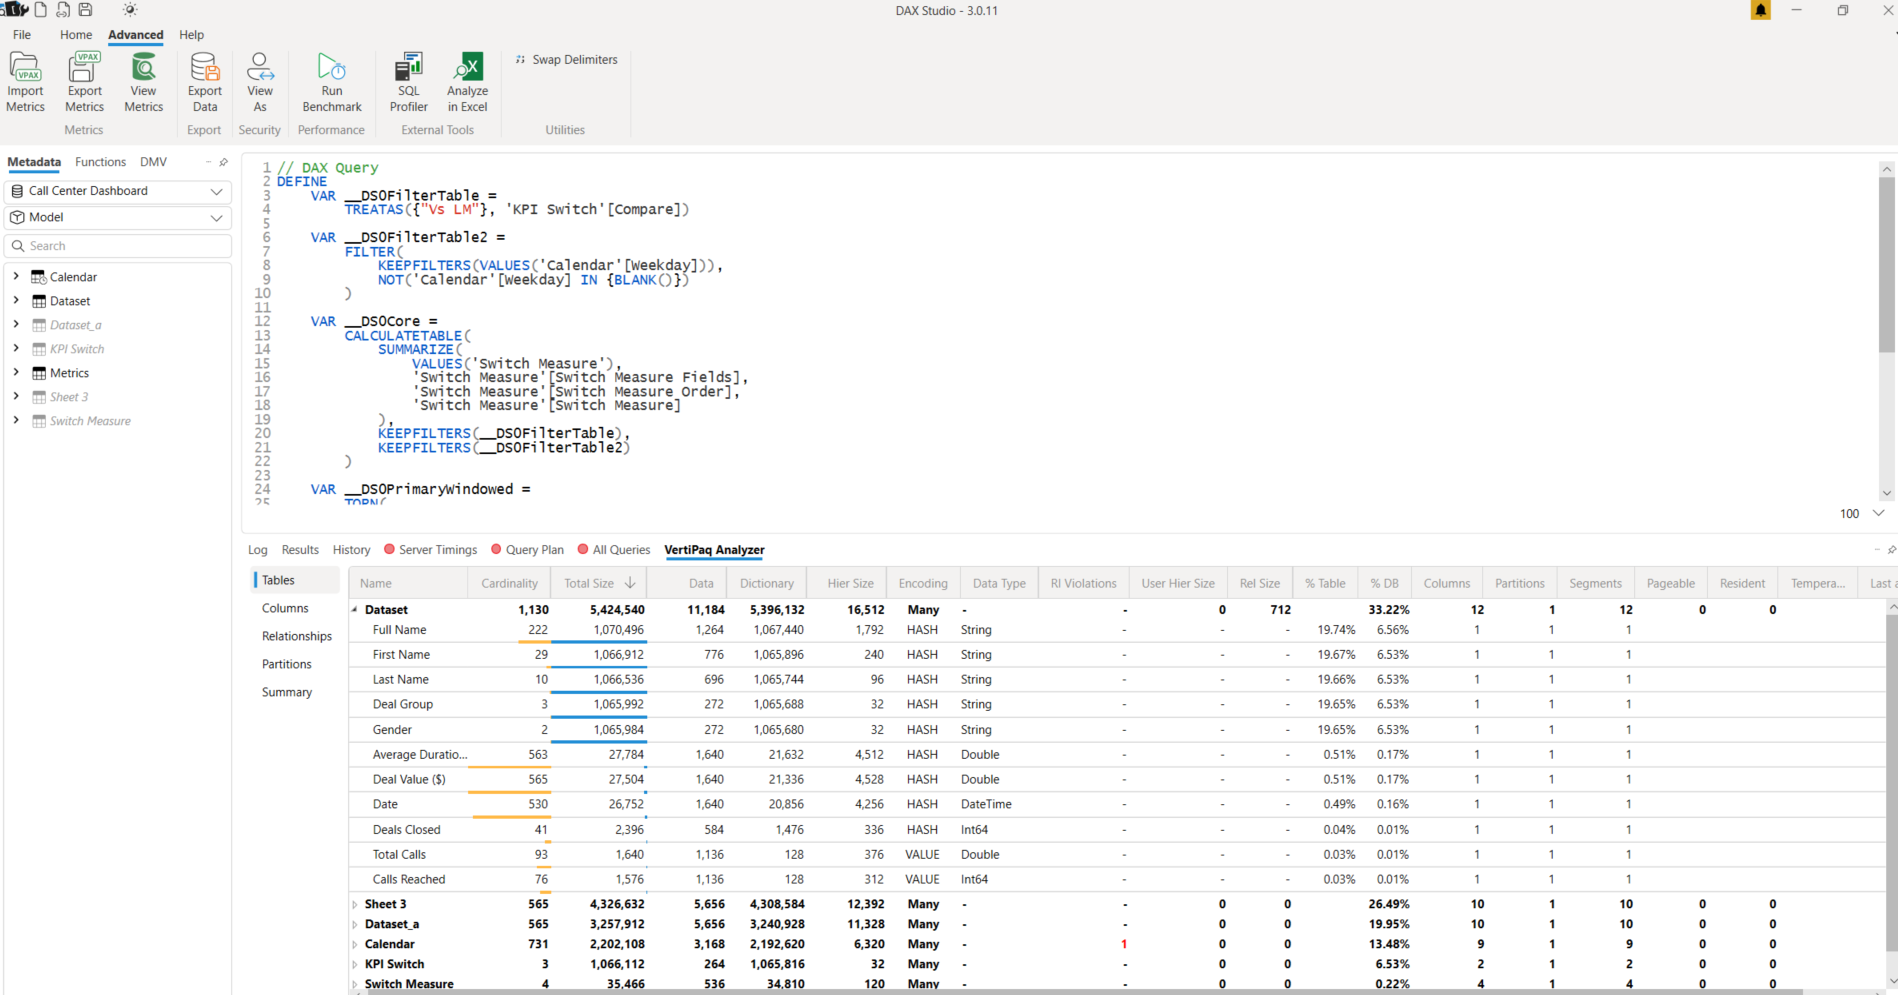 DAX Studio - 3.0.11
File Home Advanced Help
VPAX VPAX
Import Metrics
Export Metrics
View Metrics
Export Data
View As
Run Benchmark
SQL Profiler
Analyze in Excel
Swap Delimiters
Metrics Export Security Performance External Tools Utilities
Metadata Functions DMV
Call Center Dashboard
Model
Search
Calendar
Dataset
Dataset_a
KPI Switch
Metrics
Sheet 3
Switch Measure
1 // DAX Query
2 DEFINE
3 VAR __DS0FilterTable =
4 TREATAS({"Vs LM"}, 'KPI Switch'[Compare])
5
6 VAR __DS0FilterTable2 =
7 FILTER(
8 KEEPFILTERS(VALUES('Calendar'[Weekday])),
9 NOT('Calendar'[Weekday] IN {BLANK()})
10 )
11
12 VAR __DS0Core =
13 CALCULATETABLE(
14 SUMMARIZE(
15 VALUES('Switch Measure'),
16 'Switch Measure'[Switch Measure Fields],
17 'Switch Measure'[Switch Measure Order],
18 'Switch Measure'[Switch Measure]
19 ),
20 KEEPFILTERS(__DS0FilterTable),
21 KEEPFILTERS(__DS0FilterTable2)
22 )
23
24 VAR __DS0PrimaryWindowed =
25 TOPN(
100
Log Results History Server Timings Query Plan All Queries VertiPaq Analyzer
Tables
Columns
Relationships
Partitions
Summary
Name Cardinality Total Size Data Dictionary Hier Size Encoding Data Type RI Violations User Hier Size Rel Size % Table % DB Columns Partitions Segments Pageable Resident Tempera... Last a
Dataset 1,130 5,424,540 11,184 5,396,132 16,512 Many - - 0 712 33.22% 12 1 12 0 0
Full Name 222 1,070,496 1,264 1,067,440 1,792 HASH String - - - 19.74% 6.56% 1 1 1
First Name 29 1,066,912 776 1,065,896 240 HASH String - - - 19.67% 6.53% 1 1 1
Last Name 10 1,066,536 696 1,065,744 96 HASH String - - - 19.66% 6.53% 1 1 1
Deal Group 3 1,065,992 272 1,065,688 32 HASH String - - - 19.65% 6.53% 1 1 1
Gender 2 1,065,984 272 1,065,680 32 HASH String - - - 19.65% 6.53% 1 1 1
Average Duratio... 563 27,784 1,640 21,632 4,512 HASH Double - - - 0.51% 0.17% 1 1 1
Deal Value ($) 565 27,504 1,640 21,336 4,528 HASH Double - - - 0.51% 0.17% 1 1 1
Date 530 26,752 1,640 20,856 4,256 HASH DateTime - - - 0.49% 0.16% 1 1 1
Deals Closed 41 2,396 584 1,476 336 HASH Int64 - - - 0.04% 0.01% 1 1 1
Total Calls 93 1,640 1,136 128 376 VALUE Double - - - 0.03% 0.01% 1 1 1
Calls Reached 76 1,576 1,136 128 312 VALUE Int64 - - - 0.03% 0.01% 1 1 1
Sheet 3 565 4,326,632 5,656 4,308,584 12,392 Many - - 0 0 26.49% 10 1 10 0 0
Dataset_a 565 3,257,912 5,656 3,240,928 11,328 Many - - 0 0 19.95% 10 1 10 0 0
Calendar 731 2,202,108 3,168 2,192,620 6,320 Many - 1 0 0 13.48% 9 1 9 0 0
KPI Switch 3 1,066,112 264 1,065,816 32 Many - - 0 0 6.53% 2 1 2 0 0
Switch Measure 4 35,466 536 34,810 120 Many - - 0 0 0.22% 4 1 4 0 0